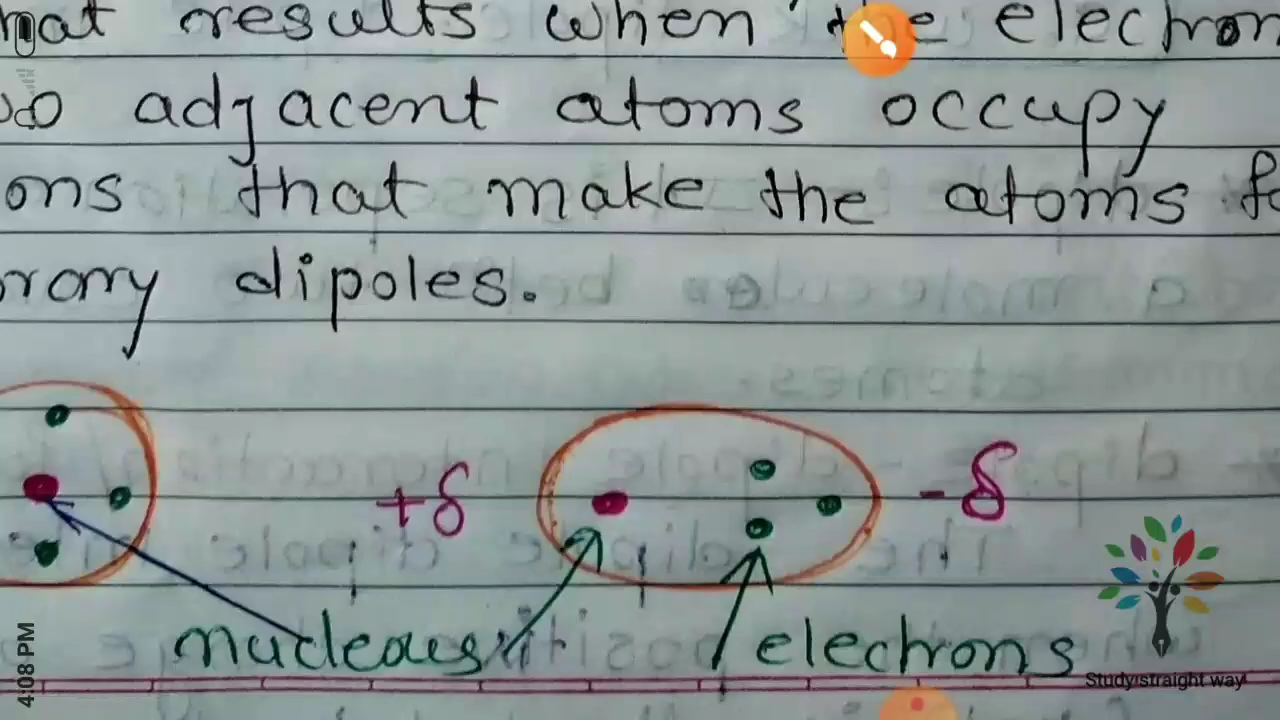 results when the electron
adjacent atoms occupy
ons that make the atoms
dipoles.
+δ -δ
nucleus electrons
4:08 PM
Study straight way!